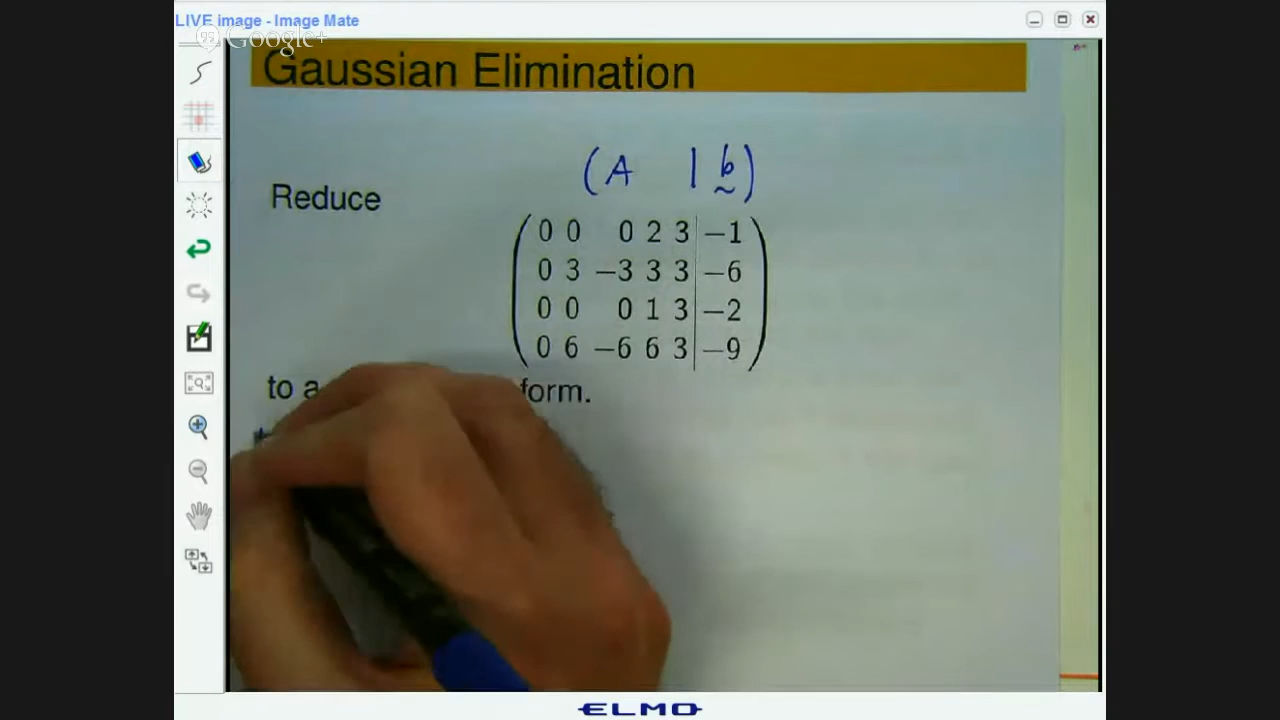 LIVE image - Image Mate
Google+
Gaussian Elimination
(A | b)
Reduce
0 0 0 2 3 −1
0 3 −3 3 3 −6
0 0 0 1 3 −2
0 6 −6 6 3 −9
to a form.
ELMO